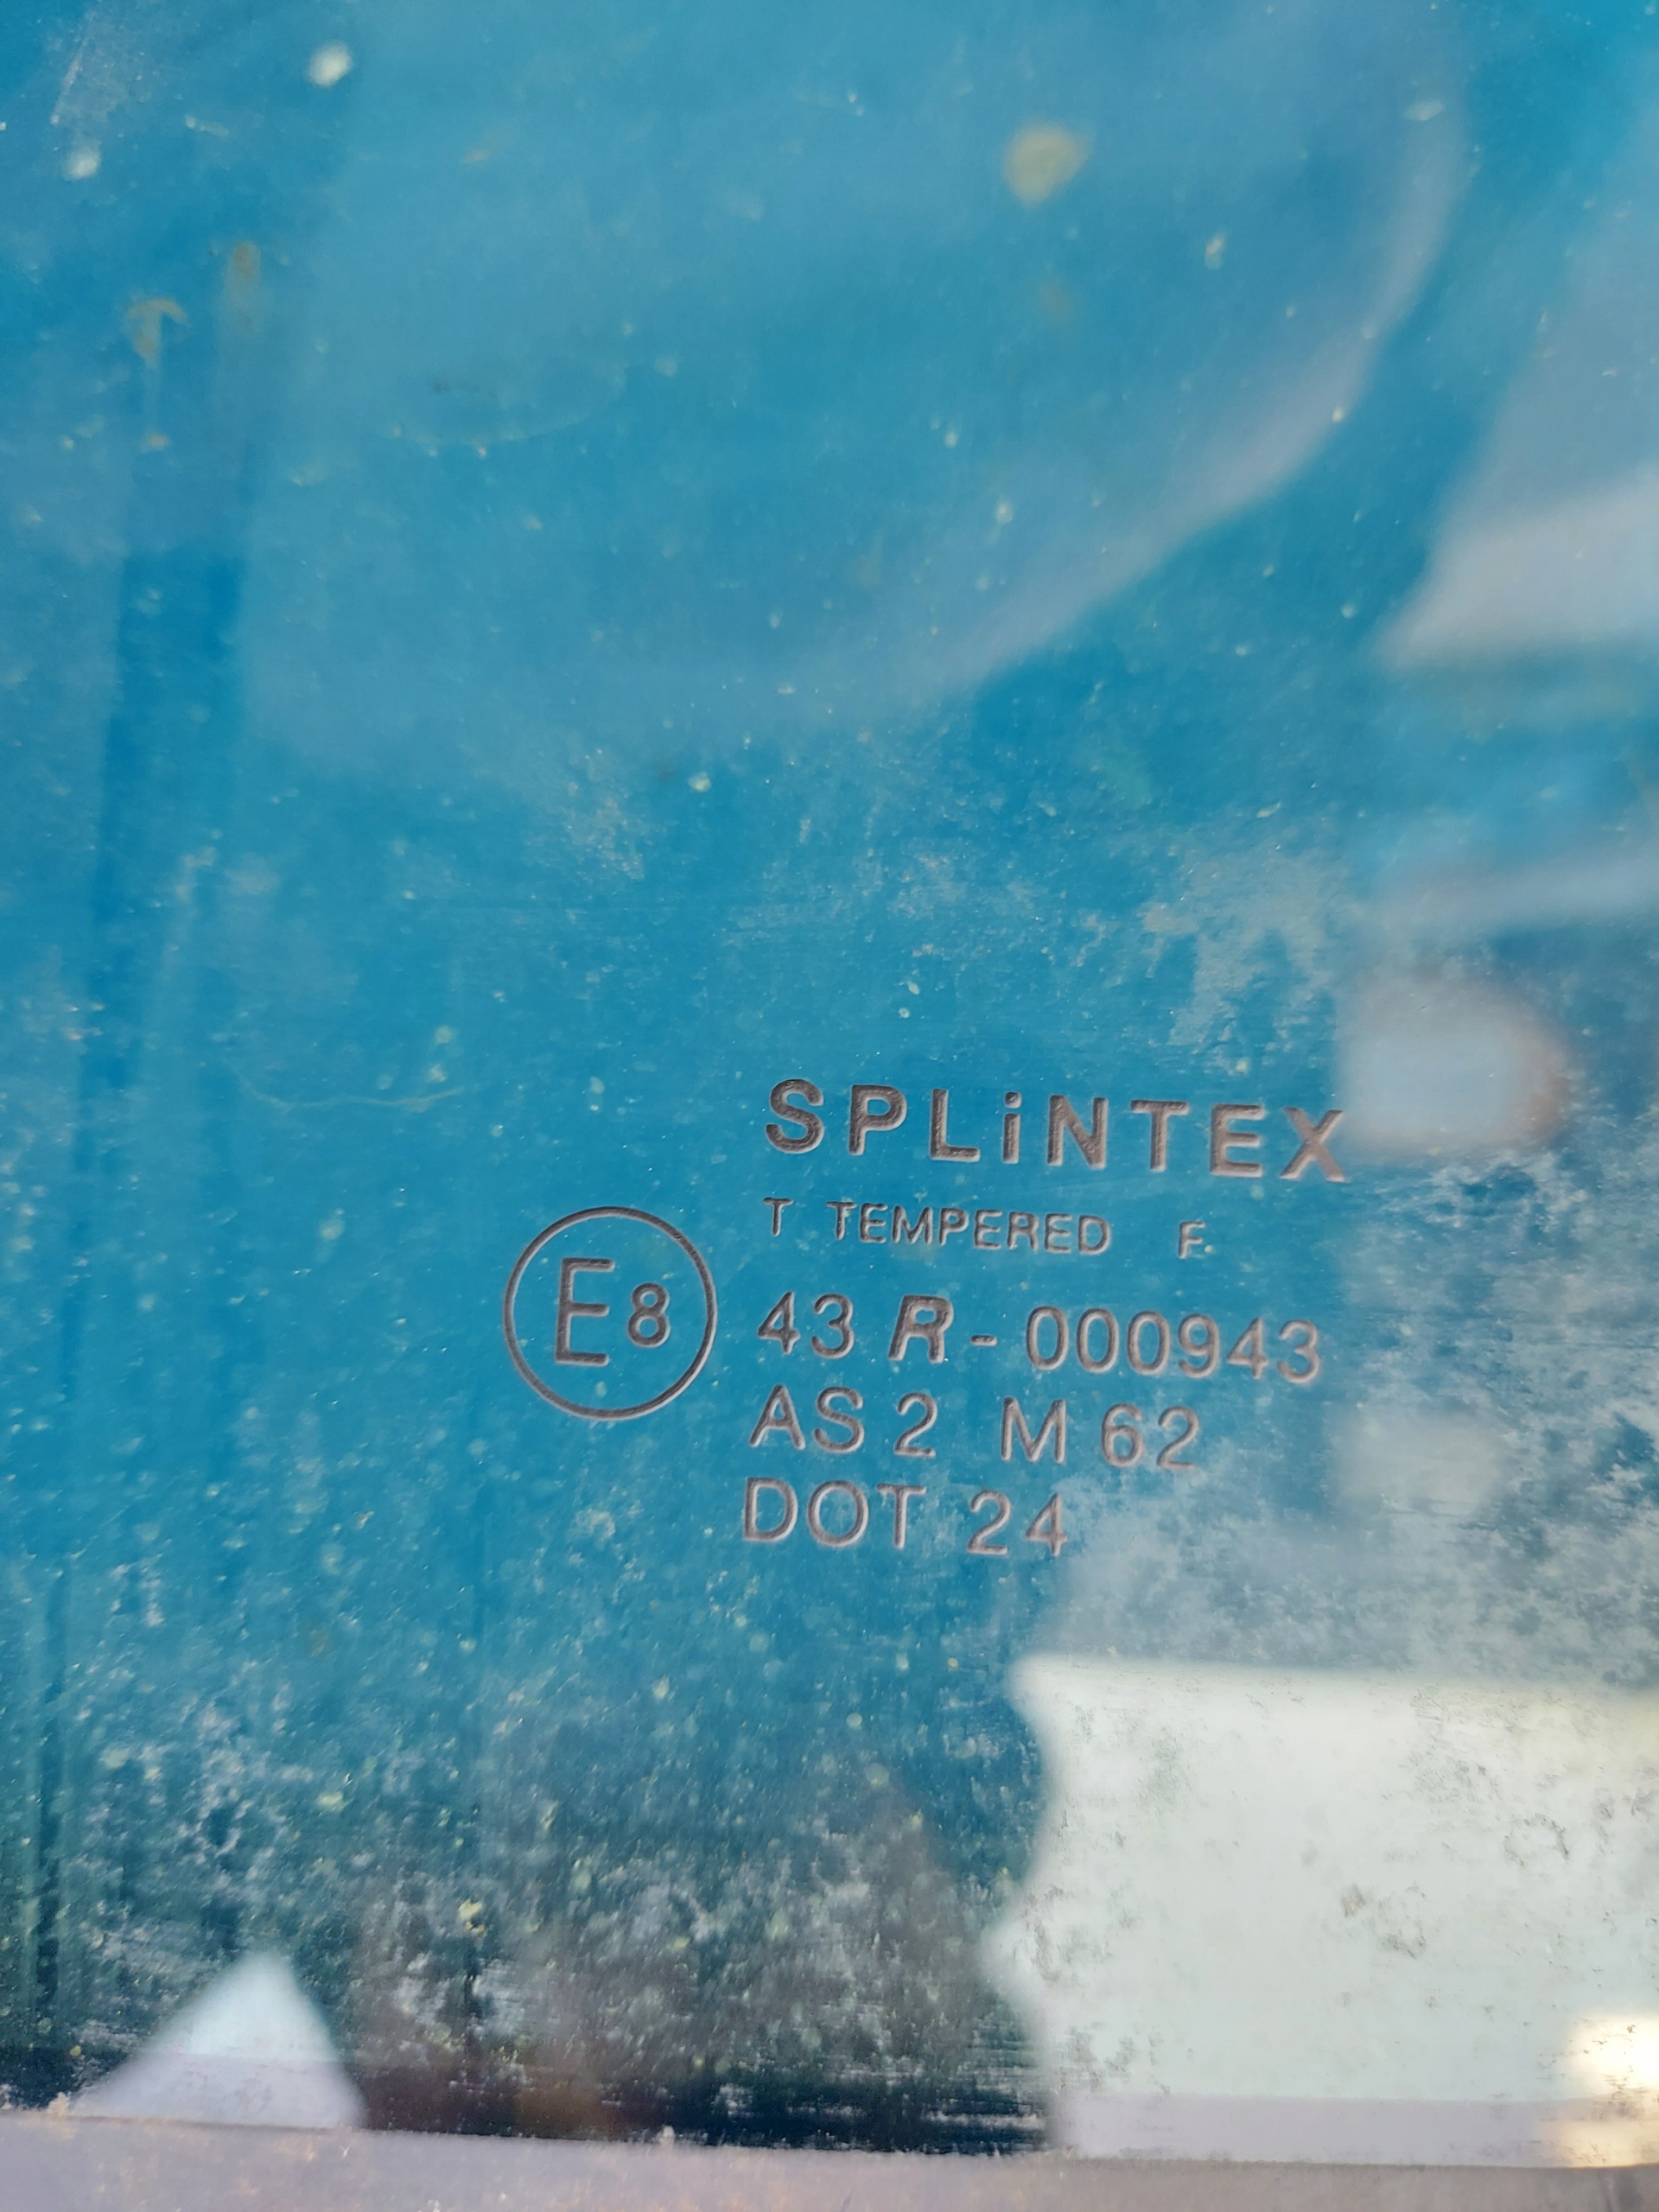 SPLiNTEX
T TEMPERED F.
E8 43 R - 000943
AS 2 M 62
DOT 24